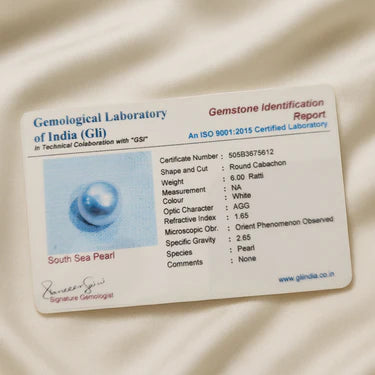 Gemological Laboratory
of India (Gli)
In Technical Colaboration with "GSI"
Gemstone Identification
Report
An ISO 9001:2015 Certified Laboratory
Certificate Number : 505B3675612
Shape and Cut : Round Cabachon
Weight : 6.00 Ratti
Measurement : NA
Colour : White
Optic Character : AGG
Refractive Index : 1.65
Microscopic Obr. : Orient Phenomenon Observed
Specific Gravity : 2.65
Species : Pearl
Comments : None
South Sea Pearl
Signature Gemologist
www.gliindia.co.in